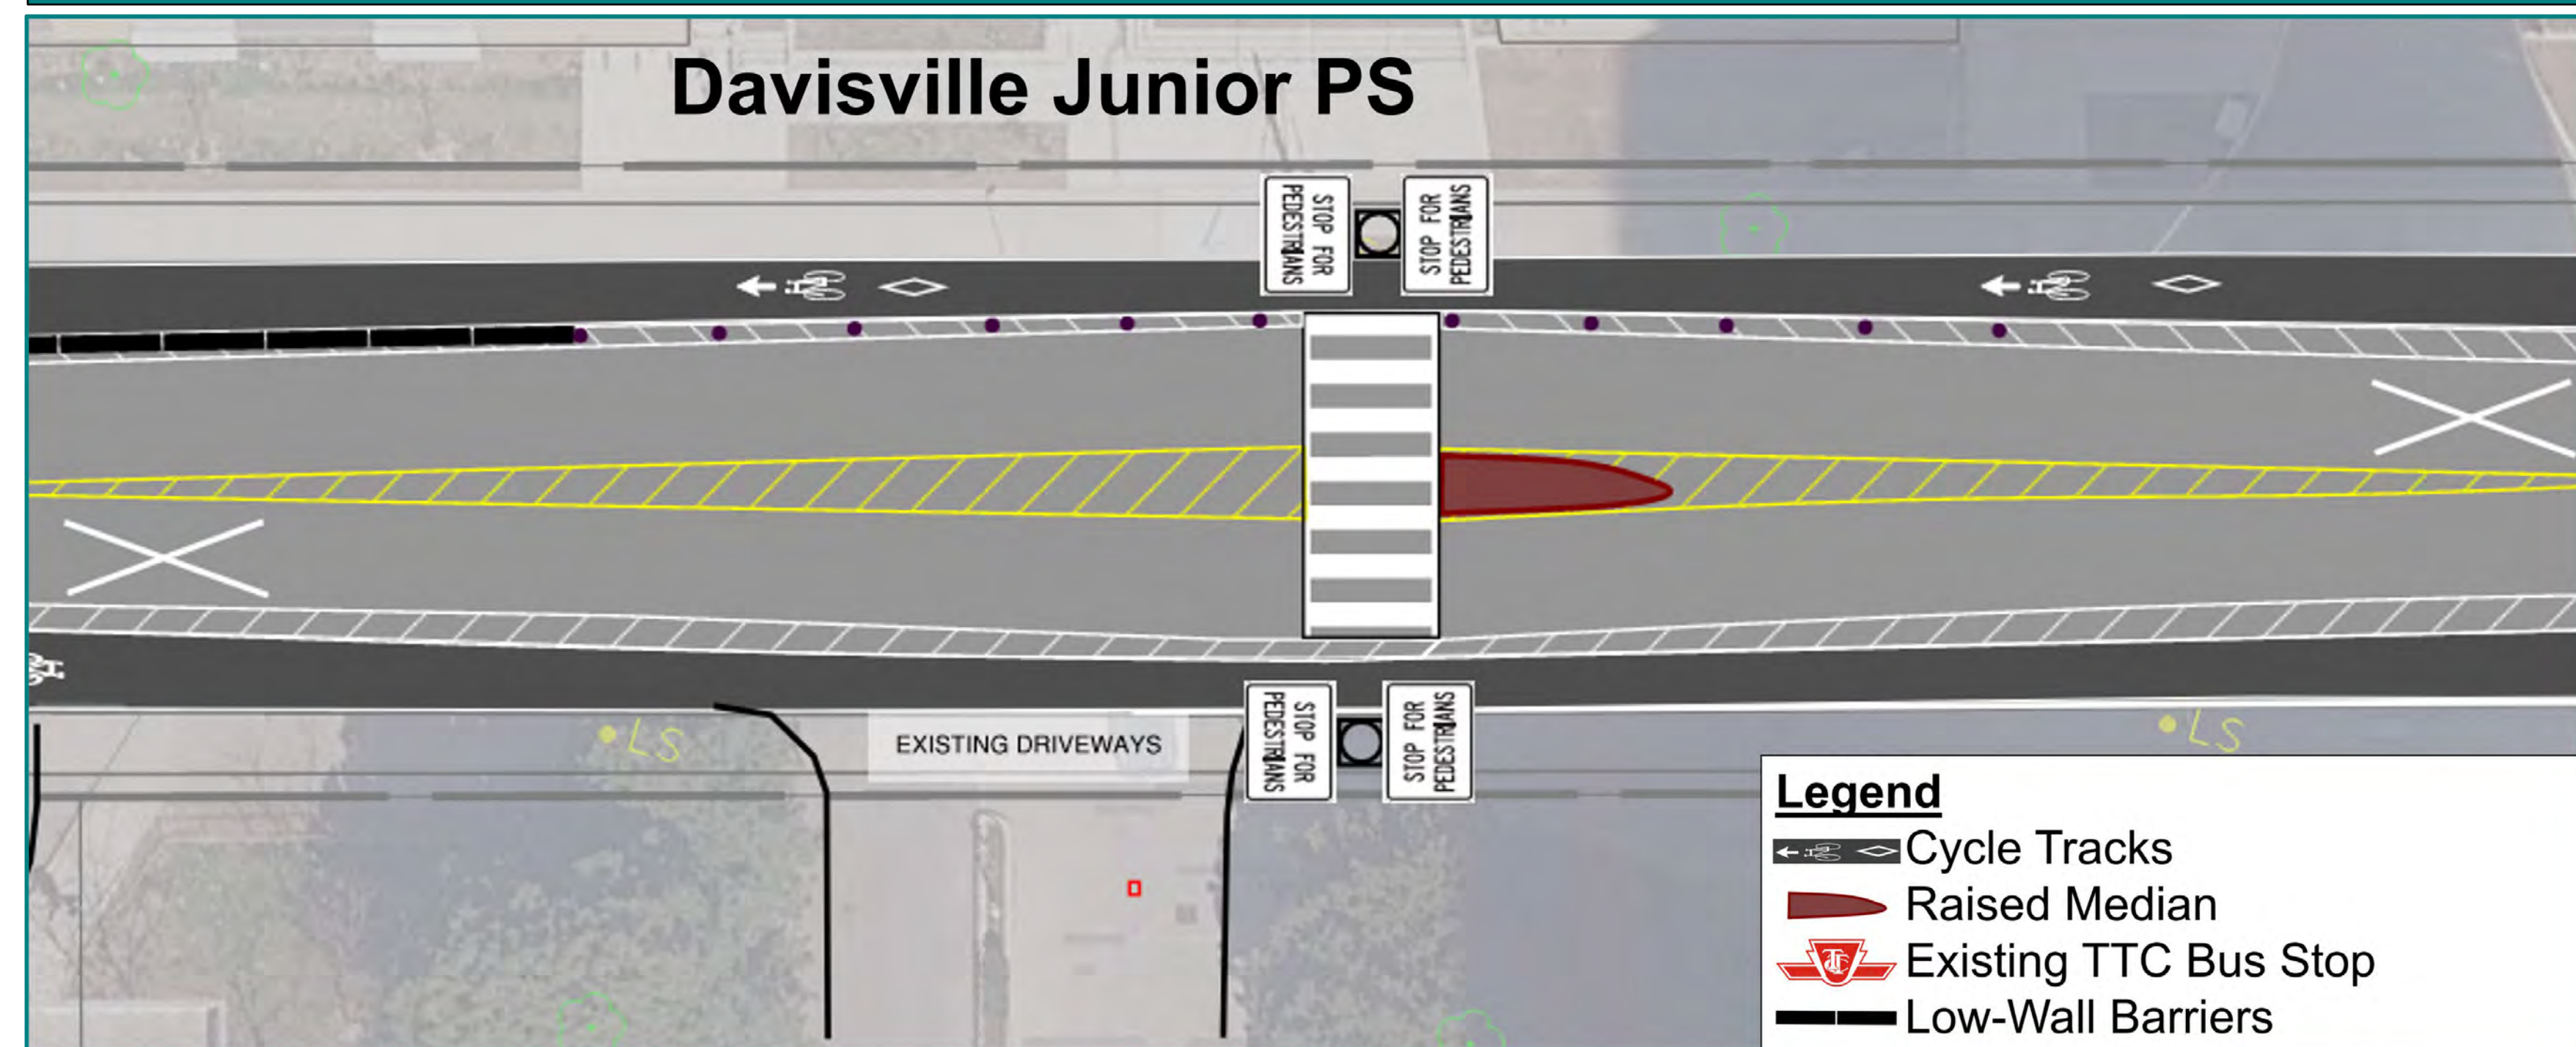 Davisville Junior PS
STOP FOR
PEDESTRIANS
STOP FOR
PEDESTRIANS
LS
EXISTING DRIVEWAYS
STOP FOR
PEDESTRIANS
STOP FOR
PEDESTRIANS
LS
Legend
Cycle Tracks
Raised Median
TTC
Existing TTC Bus Stop
Low-Wall Barriers